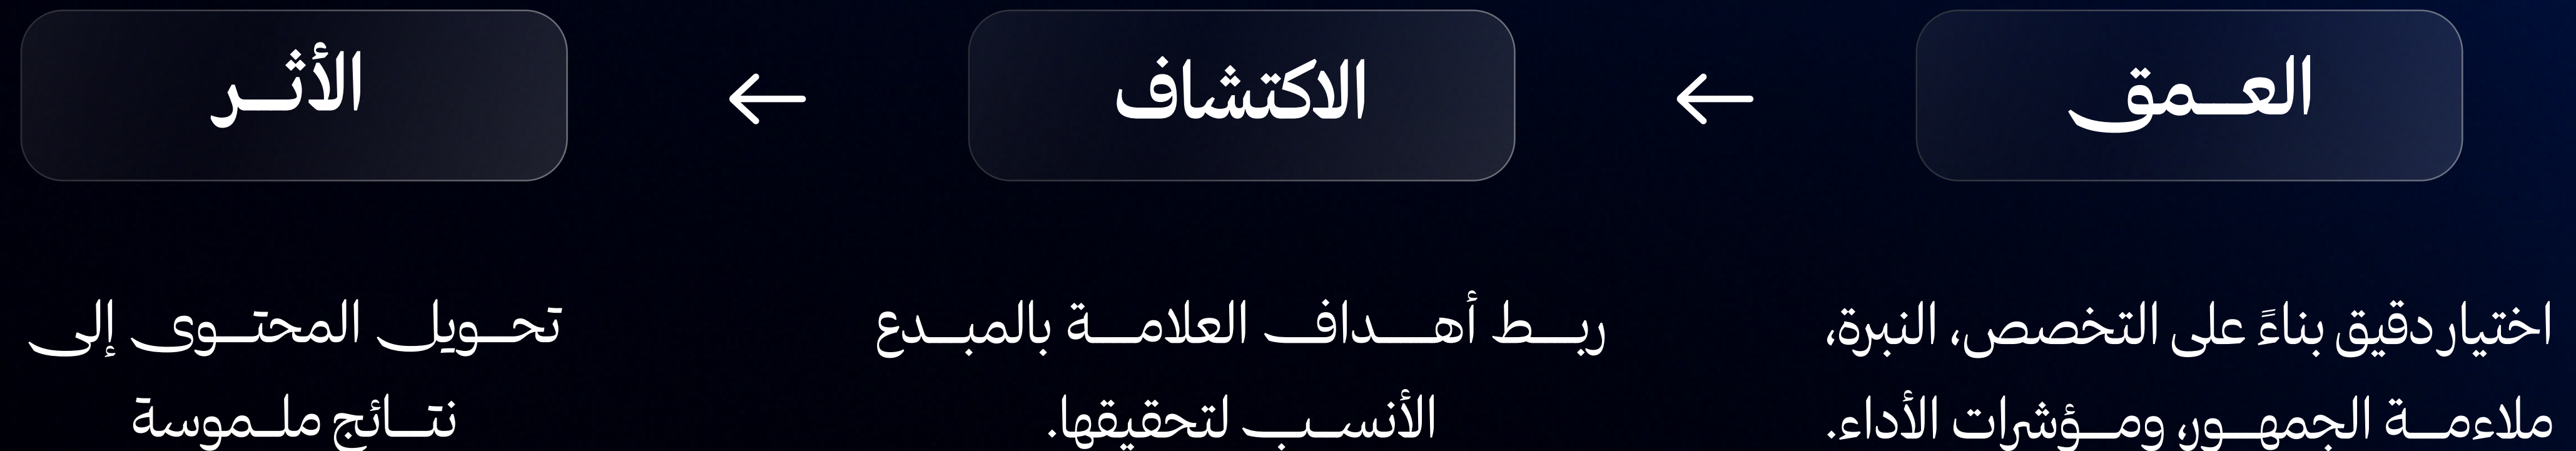 العمق
←
الاكتشاف
←
الأثر
اختيار دقيق بناءً على التخصص، النبرة،
ملاءمة الجمهور، ومؤشرات الأداء.
ربط أهداف العلامة بالمبدع
الأنسب لتحقيقها.
تحويل المحتوى إلى
نتائج ملموسة